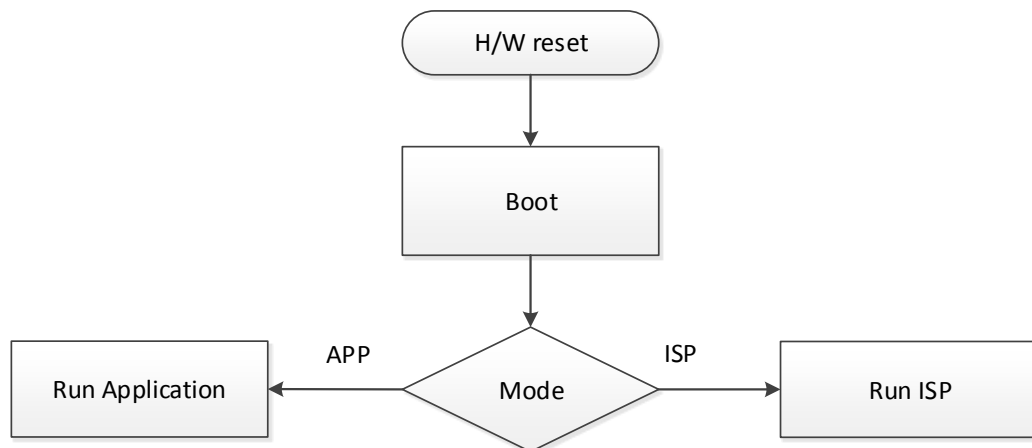 H/W reset
Boot
APP
ISP
Run Application
Mode
Run ISP